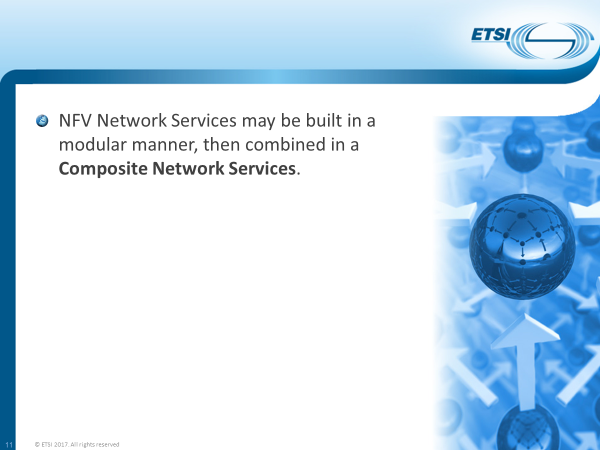 ETSI
NFV Network Services may be built in a
modular manner, then combined in a
Composite Network Services.
11
© ETSI 2017. All rights reserved